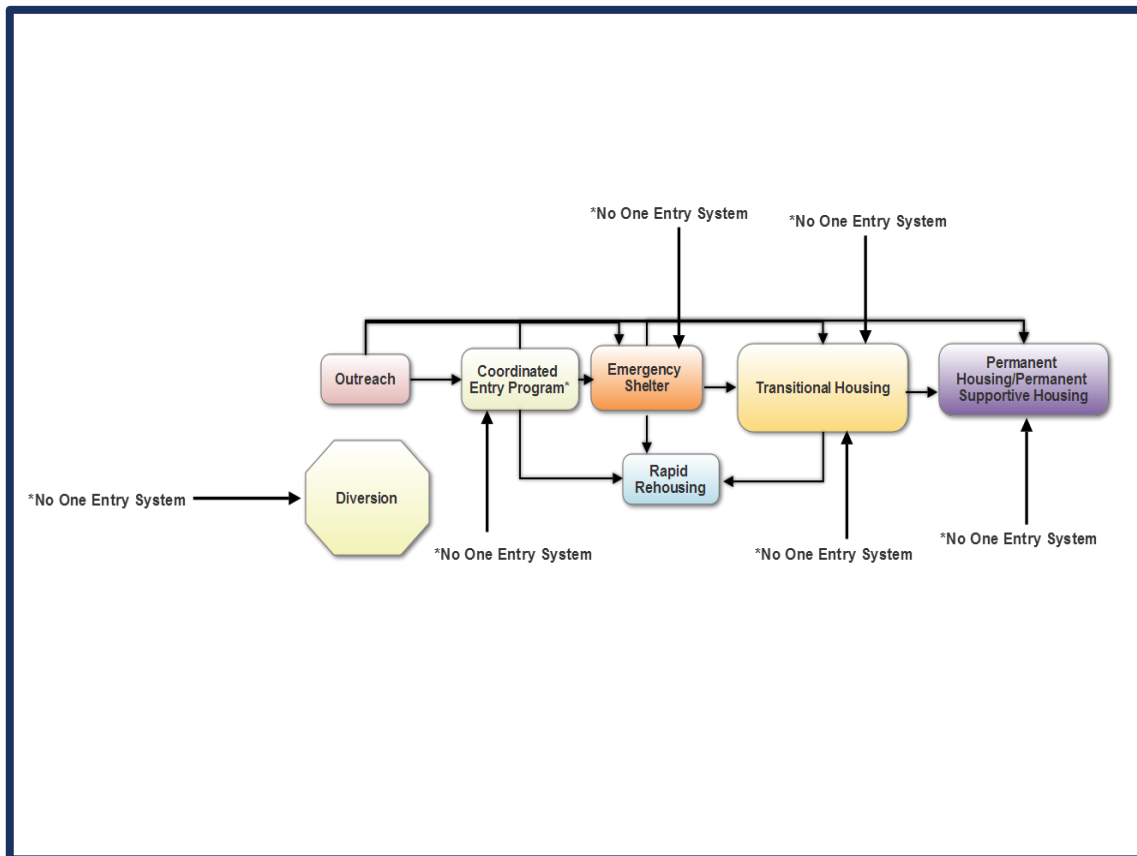 *No One Entry System
*No One Entry System
Outreach
Coordinated
Entry Program*
Emergency
Shelter
Transitional Housing
Permanent
Housing/Permanent
Supportive Housing
Rapid
Rehousing
*No One Entry System
Diversion
*No One Entry System
*No One Entry System
*No One Entry System